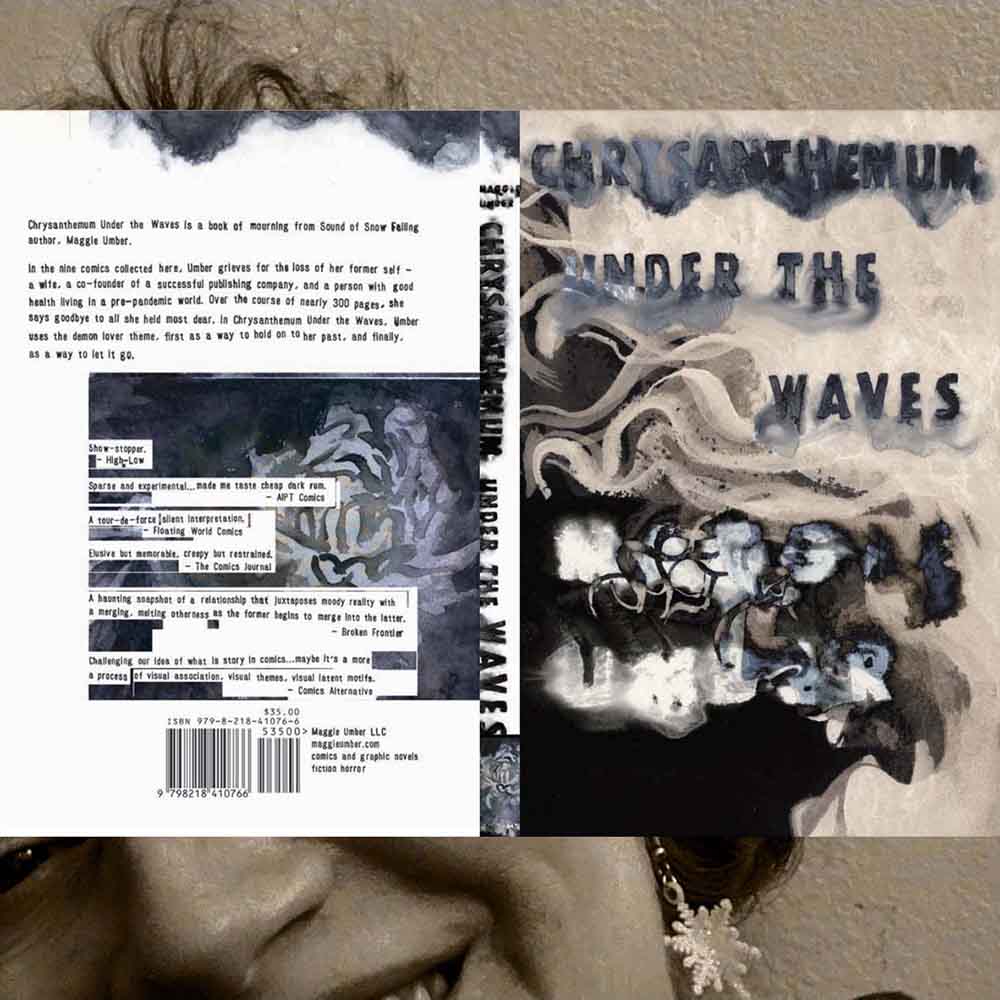 Chrysanthemum Under the Waves is a book of mourning from Sound of Snow Falling
author, Maggie Umber.
In the nine comics collected here, Umber grieves for the loss of her former self –
a wife, a co-founder of a successful publishing company, and a person with good
health living in a pre-pandemic world. Over the course of nearly 300 pages, she
says goodbye to all she held most dear. In Chrysanthemum Under the Waves, Umber
uses the demon lover theme, first as a way to hold on to her past, and finally,
as a way to let it go.
Show-stopper.
– High-Low
Sparse and experimental...made me taste cheap dark rum.
– AIPT Comics
A tour-de-force silent interpretation.
– Floating World Comics
Elusive but memorable, creepy but restrained.
– The Comics Journal
A haunting snapshot of a relationship that juxtaposes moody reality with
a merging, melting otherness as the former begins to merge into the latter.
– Broken Frontier
Challenging our idea of what is story in comics...maybe it's a more
a process of visual association, visual themes, visual latent motifs.
– Comics Alternative
$35.00
ISBN 979-8-218-41076-6
53500>
9 798218 410766
Maggie Umber LLC
maggieumber.com
comics and graphic novels
fiction horror
MAGGIE
UMBER
CHRYSANTHEMUM UNDER THE WAVES
CHRYSANTHEMUM
UNDER THE
WAVES
MAGGIE
UMBER